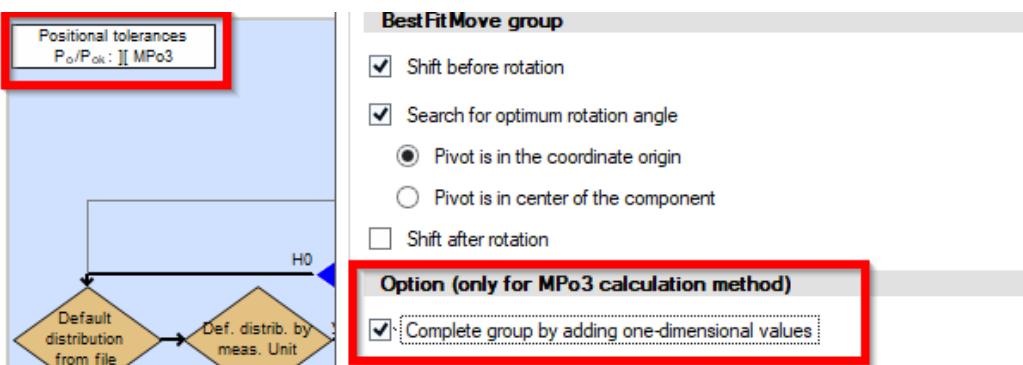 Positional tolerances
Po/Pok : ][ MPo3
H0
Default
distribution
from file
Def. distrib. by
meas. Unit
BestFitMove group
Shift before rotation
Search for optimum rotation angle
Pivot is in the coordinate origin
Pivot is in center of the component
Shift after rotation
Option (only for MPo3 calculation method)
Complete group by adding one-dimensional values